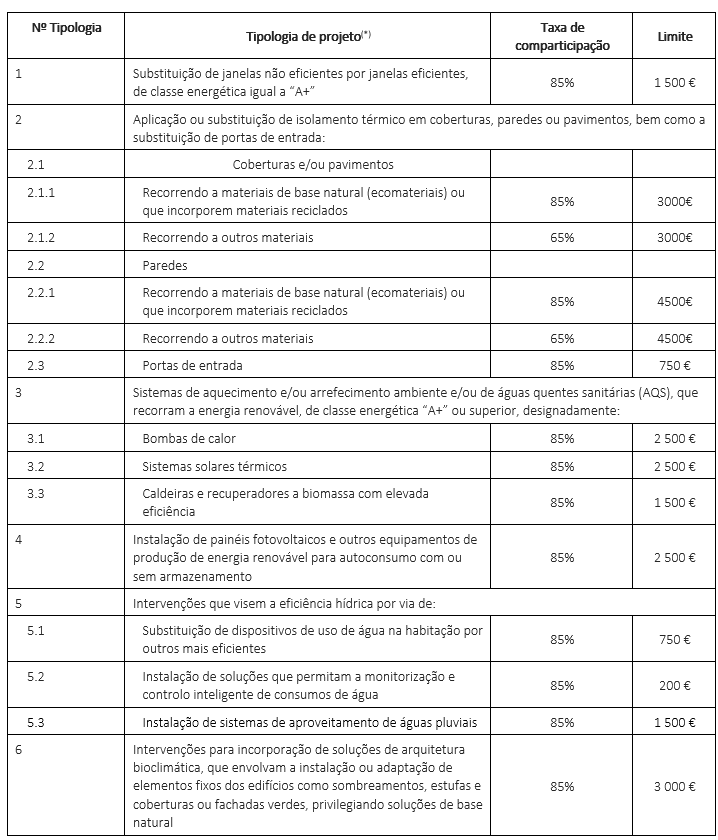 Nº Tipologia
Tipologia de projeto(*)
Taxa de
comparticipação
Limite
1
Substituição de janelas não eficientes por janelas eficientes,
de classe energética igual a “A+”
85%
1 500 €
2
Aplicação ou substituição de isolamento térmico em coberturas, paredes ou pavimentos, bem como a
substituição de portas de entrada:
2.1
Coberturas e/ou pavimentos
2.1.1
Recorrendo a materiais de base natural (ecomateriais) ou
que incorporem materiais reciclados
85%
3000€
2.1.2
Recorrendo a outros materiais
65%
3000€
2.2
Paredes
2.2.1
Recorrendo a materiais de base natural (ecomateriais) ou
que incorporem materiais reciclados
85%
4500€
2.2.2
Recorrendo a outros materiais
65%
4500€
2.3
Portas de entrada
85%
750 €
3
Sistemas de aquecimento e/ou arrefecimento ambiente e/ou de águas quentes sanitárias (AQS), que
recorram a energia renovável, de classe energética “A+” ou superior, designadamente:
3.1
Bombas de calor
85%
2 500 €
3.2
Sistemas solares térmicos
85%
2 500 €
3.3
Caldeiras e recuperadores a biomassa com elevada
eficiência
85%
1 500 €
4
Instalação de painéis fotovoltaicos e outros equipamentos de
produção de energia renovável para autoconsumo com ou
sem armazenamento
85%
2 500 €
5
Intervenções que visem a eficiência hídrica por via de:
5.1
Substituição de dispositivos de uso de água na habitação por
outros mais eficientes
85%
750 €
5.2
Instalação de soluções que permitam a monitorização e
controlo inteligente de consumos de água
85%
200 €
5.3
Instalação de sistemas de aproveitamento de águas pluviais
85%
1 500 €
6
Intervenções para incorporação de soluções de arquitetura
bioclimática, que envolvam a instalação ou adaptação de
elementos fixos dos edifícios como sombreamentos, estufas e
coberturas ou fachadas verdes, privilegiando soluções de base
natural
85%
3 000 €